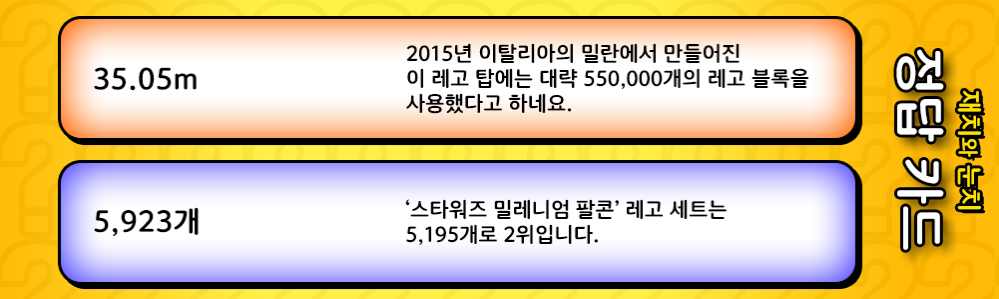 35.05m
2015년 이탈리아의 밀란에서 만들어진
이 레고 탑에는 대략 550,000개의 레고 블록을
사용했다고 하네요.
5,923개
‘스타워즈 밀레니엄 팔콘’ 레고 세트는
5,195개로 2위입니다.
재치와 눈치
정답 카드